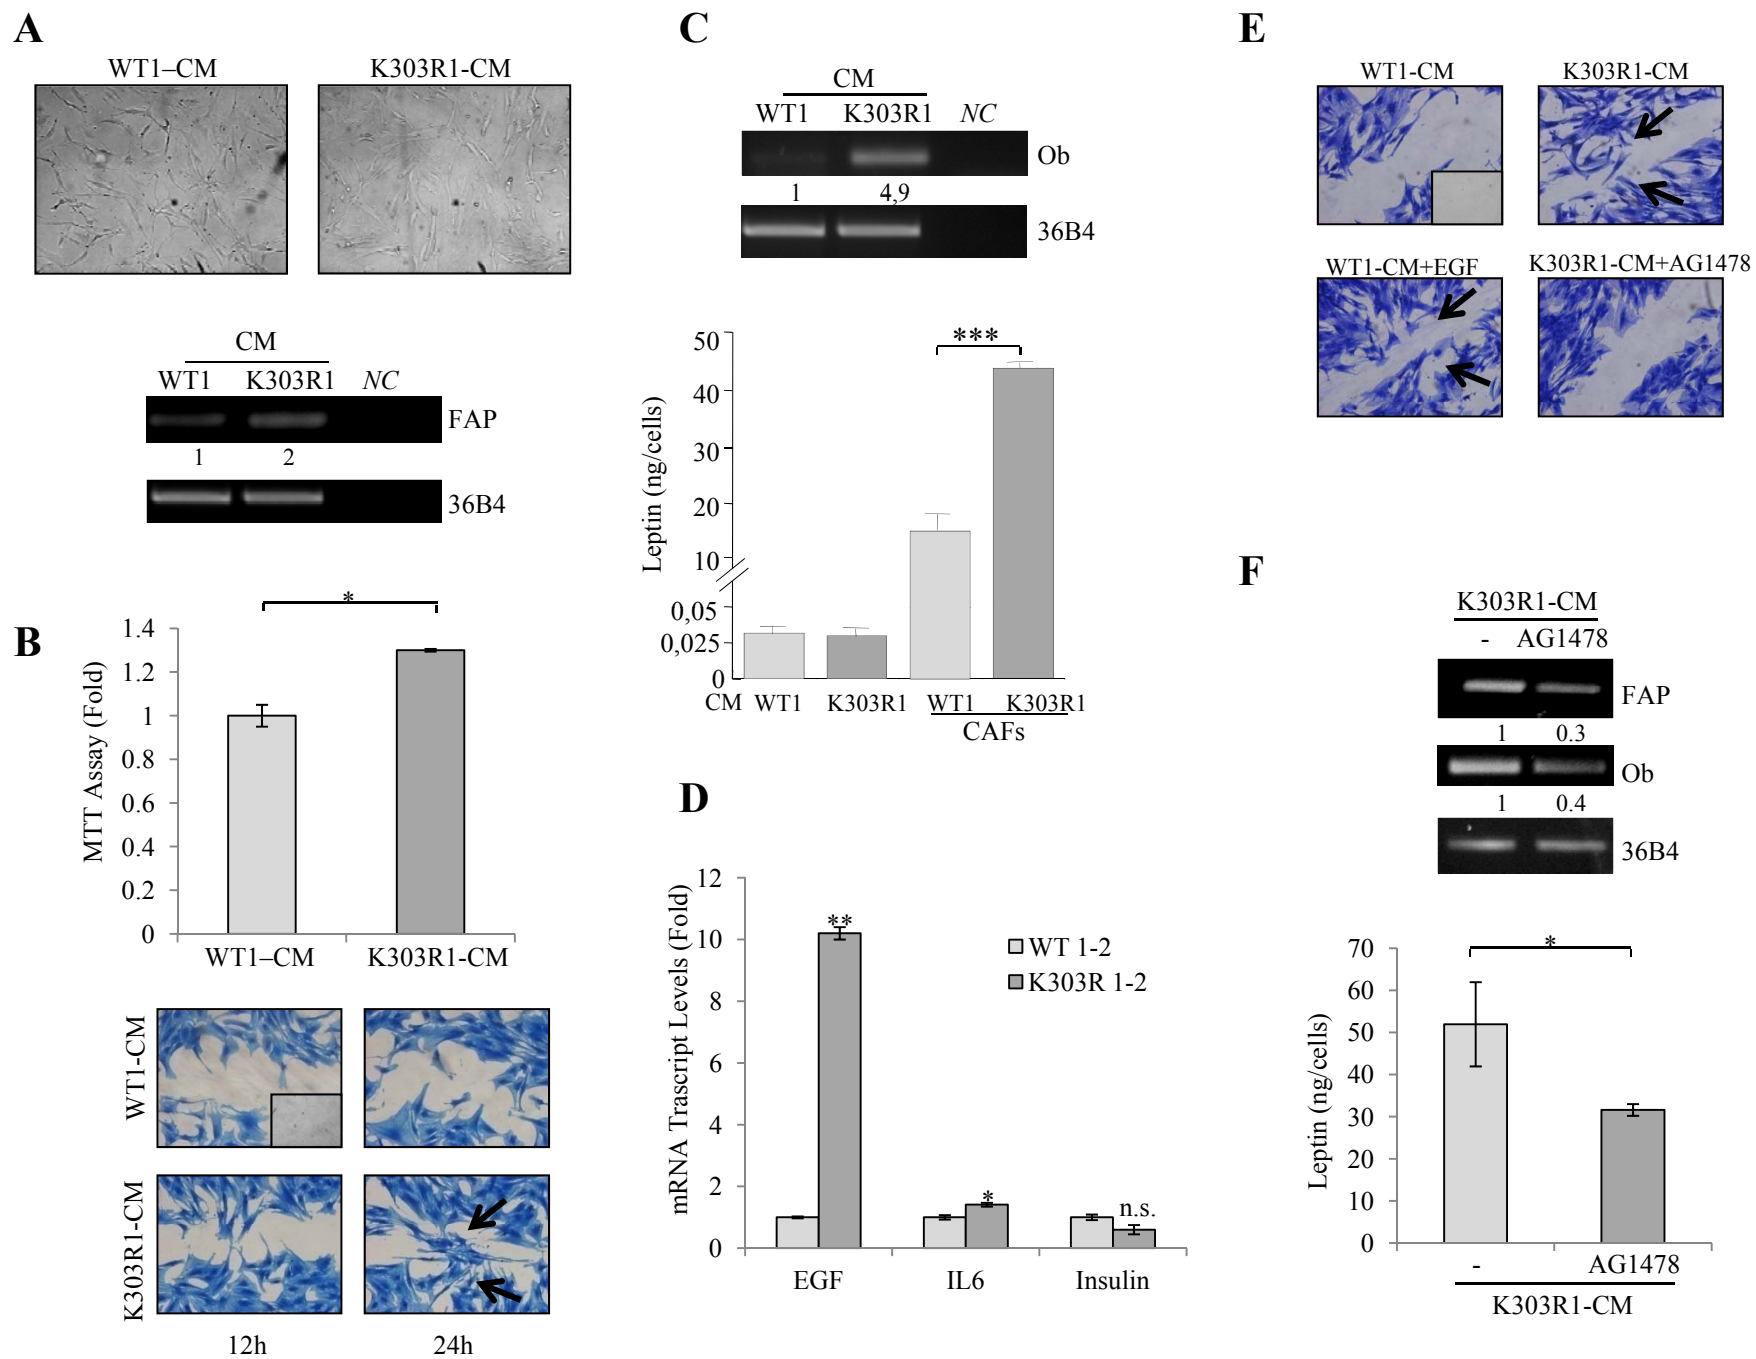 A
WT1–CM K303R1-CM
CM
WT1 K303R1 NC
FAP
1 2
36B4
B
*
MTT Assay (Fold)
1.4
1.2
1
0.8
0.6
0.4
0.2
0
WT1–CM K303R1-CM
WT1-CM
K303R1-CM
12h 24h
C
CM
WT1 K303R1 NC
Ob
1 4,9
36B4
***
Leptin (ng/cells)
50
40
30
20
10
0,05
0,025
0
CM WT1 K303R1 WT1 K303R1
CAFs
D
mRNA Trascript Levels (Fold)
12
10
8
6
4
2
0
**
*
n.s.
WT 1-2
K303R 1-2
EGF IL6 Insulin
E
WT1-CM K303R1-CM
WT1-CM+EGF K303R1-CM+AG1478
F
K303R1-CM
- AG1478
FAP
1 0.3
Ob
1 0.4
36B4
*
Leptin (ng/cells)
70
60
50
40
30
20
10
0
- AG1478
K303R1-CM